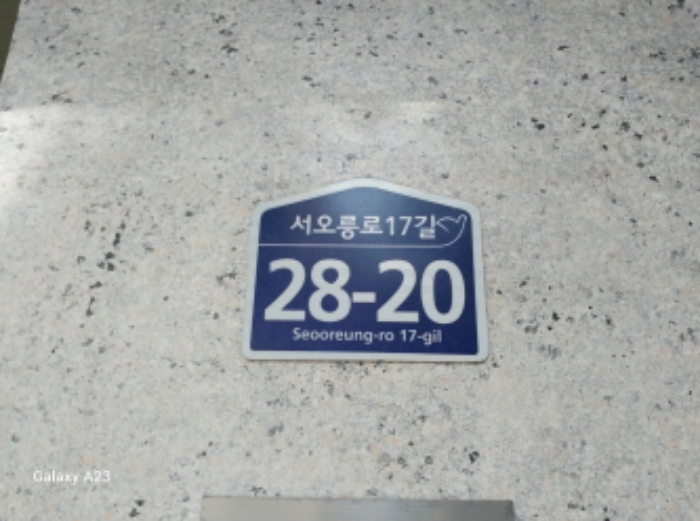 서오릉로17길
28-20
Seooreung-ro 17-gil
Galaxy A23